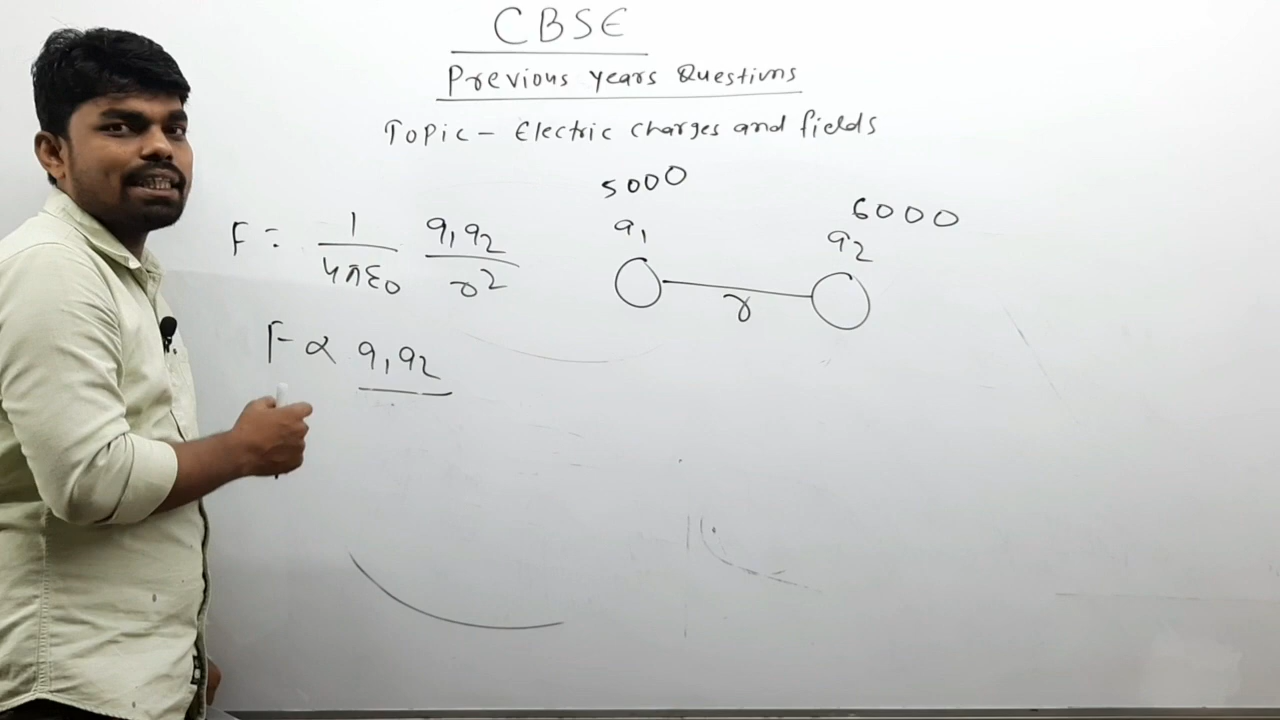 CBSE
Previous years Questions
Topic - Electric charges and fields
5000
6000
q1
q2
F = 1/4πε0 q1q2/r2
r
F ∝ q1q2